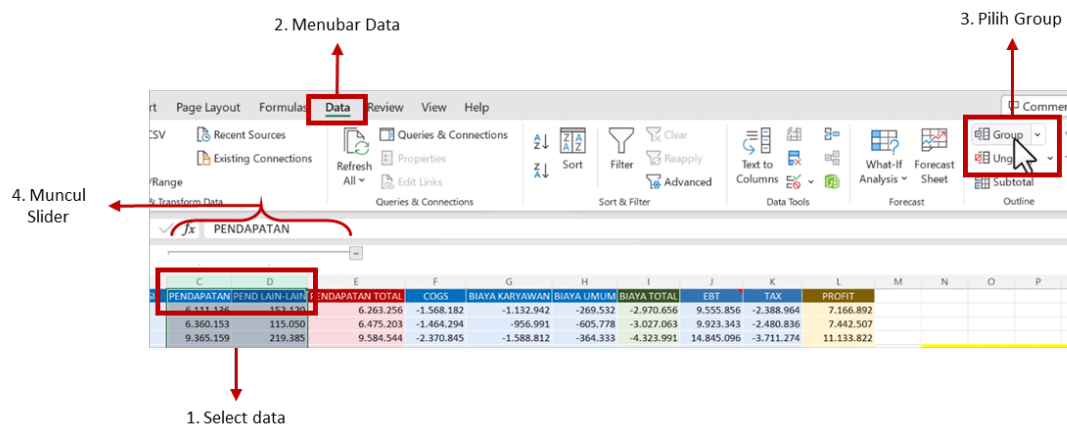 2. Menubar Data
3. Pilih Group
Page Layout Formulas Data Review View Help
Recent Sources
Existing Connections
/Range
Refresh
All
Queries & Connections
Properties
Edit Links
Sort
Filter
Clear
Reapply
Advanced
Text to
Columns
What-If
Analysis
Forecast
Sheet
Group
Subtotal
& Transform Data
Queries & Connections
Sort & Filter
Data Tools
Forecast
Outline
4. Muncul
Slider
fx PENDAPATAN
C D E F G H I J K L M N O P
PENDAPATAN PEND LAIN-LAIN PENDAPATAN TOTAL COGS BIAYA KARYAWAN BIAYA UMUM BIAYA TOTAL EBT TAX PROFIT
6.111.136 152.120 6.263.256 -1.568.182 -1.132.942 -269.532 -2.970.656 9.555.856 -2.388.964 7.166.892
6.360.153 115.050 6.475.203 -1.464.294 -956.991 -605.778 -3.027.063 9.923.343 -2.480.836 7.442.507
9.365.159 219.385 9.584.544 -2.370.845 -1.588.812 -364.333 -4.323.991 14.845.096 -3.711.274 11.133.822
1. Select data